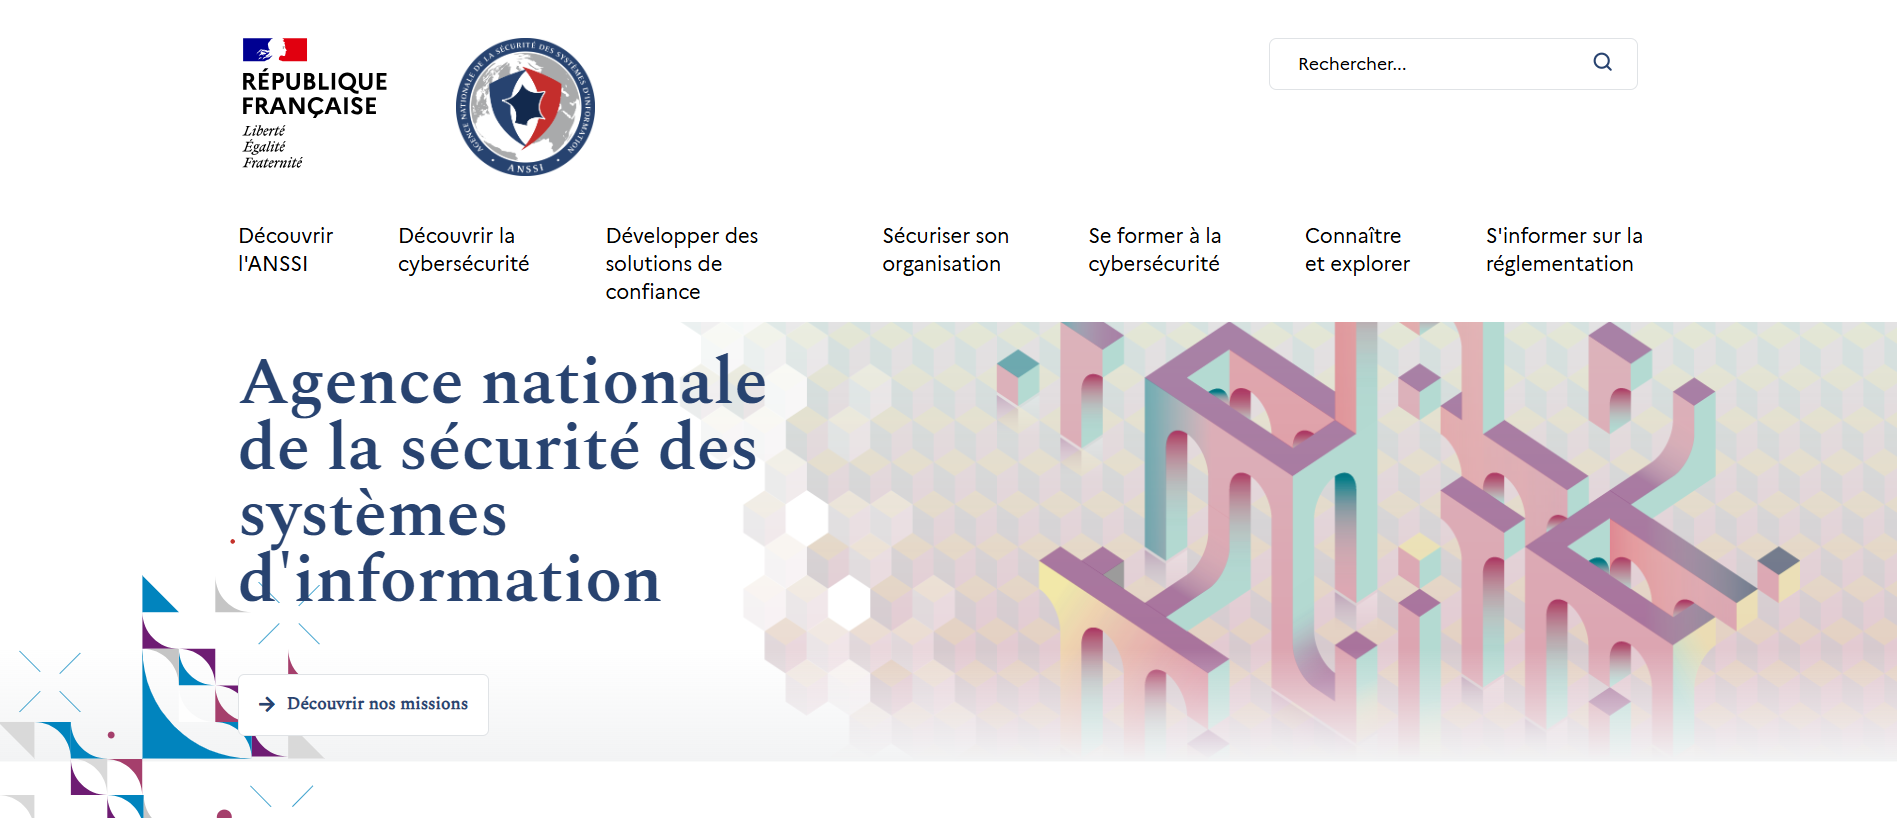 RÉPUBLIQUE
FRANÇAISE
Liberté
Égalité
Fraternité
AGENCE NATIONALE DE LA SÉCURITÉ DES SYSTÈMES D'INFORMATION
ANSSI
Rechercher...
Découvrir
l'ANSSI
Découvrir la
cybersécurité
Développer des
solutions de
confiance
Sécuriser son
organisation
Se former à la
cybersécurité
Connaître
et explorer
S'informer sur la
réglementation
Agence nationale
de la sécurité des
systèmes
d'information
Découvrir nos missions